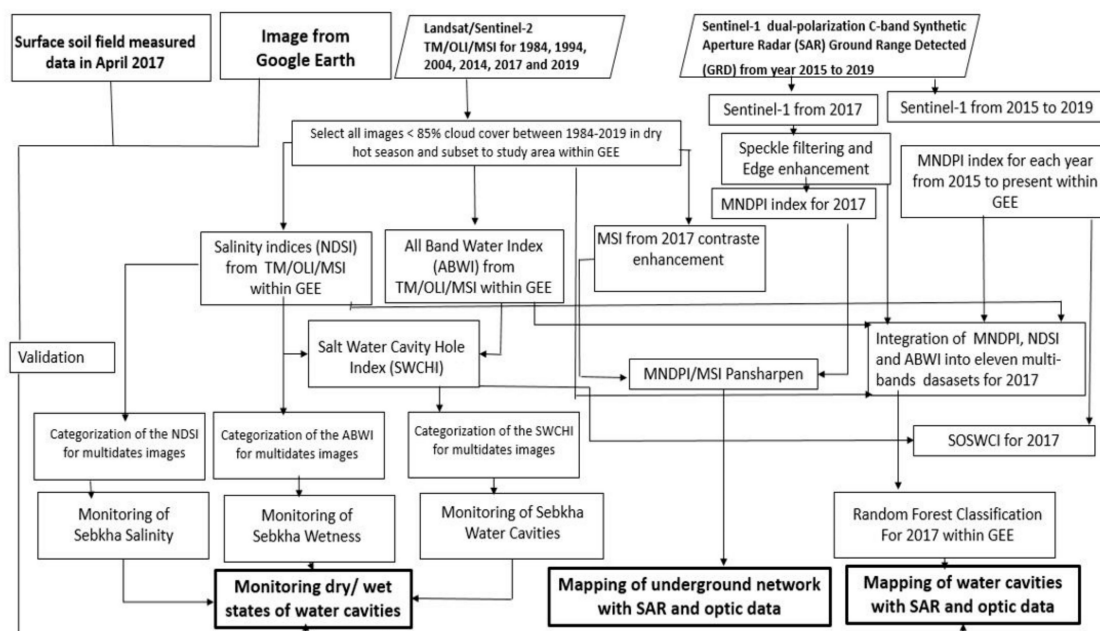 Surface soil field measured
data in April 2017
Image from
Google Earth
Landsat/Sentinel-2
TM/OLI/MSI for 1984, 1994,
2004, 2014, 2017 and 2019
Sentinel-1 dual-polarization C-band Synthetic
Aperture Radar (SAR) Ground Range Detected
(GRD) from year 2015 to 2019
Sentinel-1 from 2017
Sentinel-1 from 2015 to 2019
Select all images < 85% cloud cover between 1984-2019 in dry
hot season and subset to study area within GEE
Speckle filtering and
Edge enhancement
MNDPI index for each year
from 2015 to present within
GEE
MNDPI index for 2017
Salinity indices (NDSI)
from TM/OLI/MSI
within GEE
All Band Water Index
(ABWI) from
TM/OLI/MSI within GEE
MSI from 2017 contraste
enhancement
Validation
Salt Water Cavity Hole
Index (SWCHI)
MNDPI/MSI Pansharpen
Integration of MNDPI, NDSI
and ABWI into eleven multi-
bands dasasets for 2017
Categorization of the NDSI
for multidates images
Categorization of the ABWI
for multidates images
Categorization of the SWCHI
for multidates images
SOSWCI for 2017
Monitoring of
Sebkha Salinity
Monitoring of
Sebkha Wetness
Monitoring of Sebkha
Water Cavities
Random Forest Classification
For 2017 within GEE
Monitoring dry/ wet
states of water cavities
Mapping of underground network
with SAR and optic data
Mapping of water cavities
with SAR and optic data